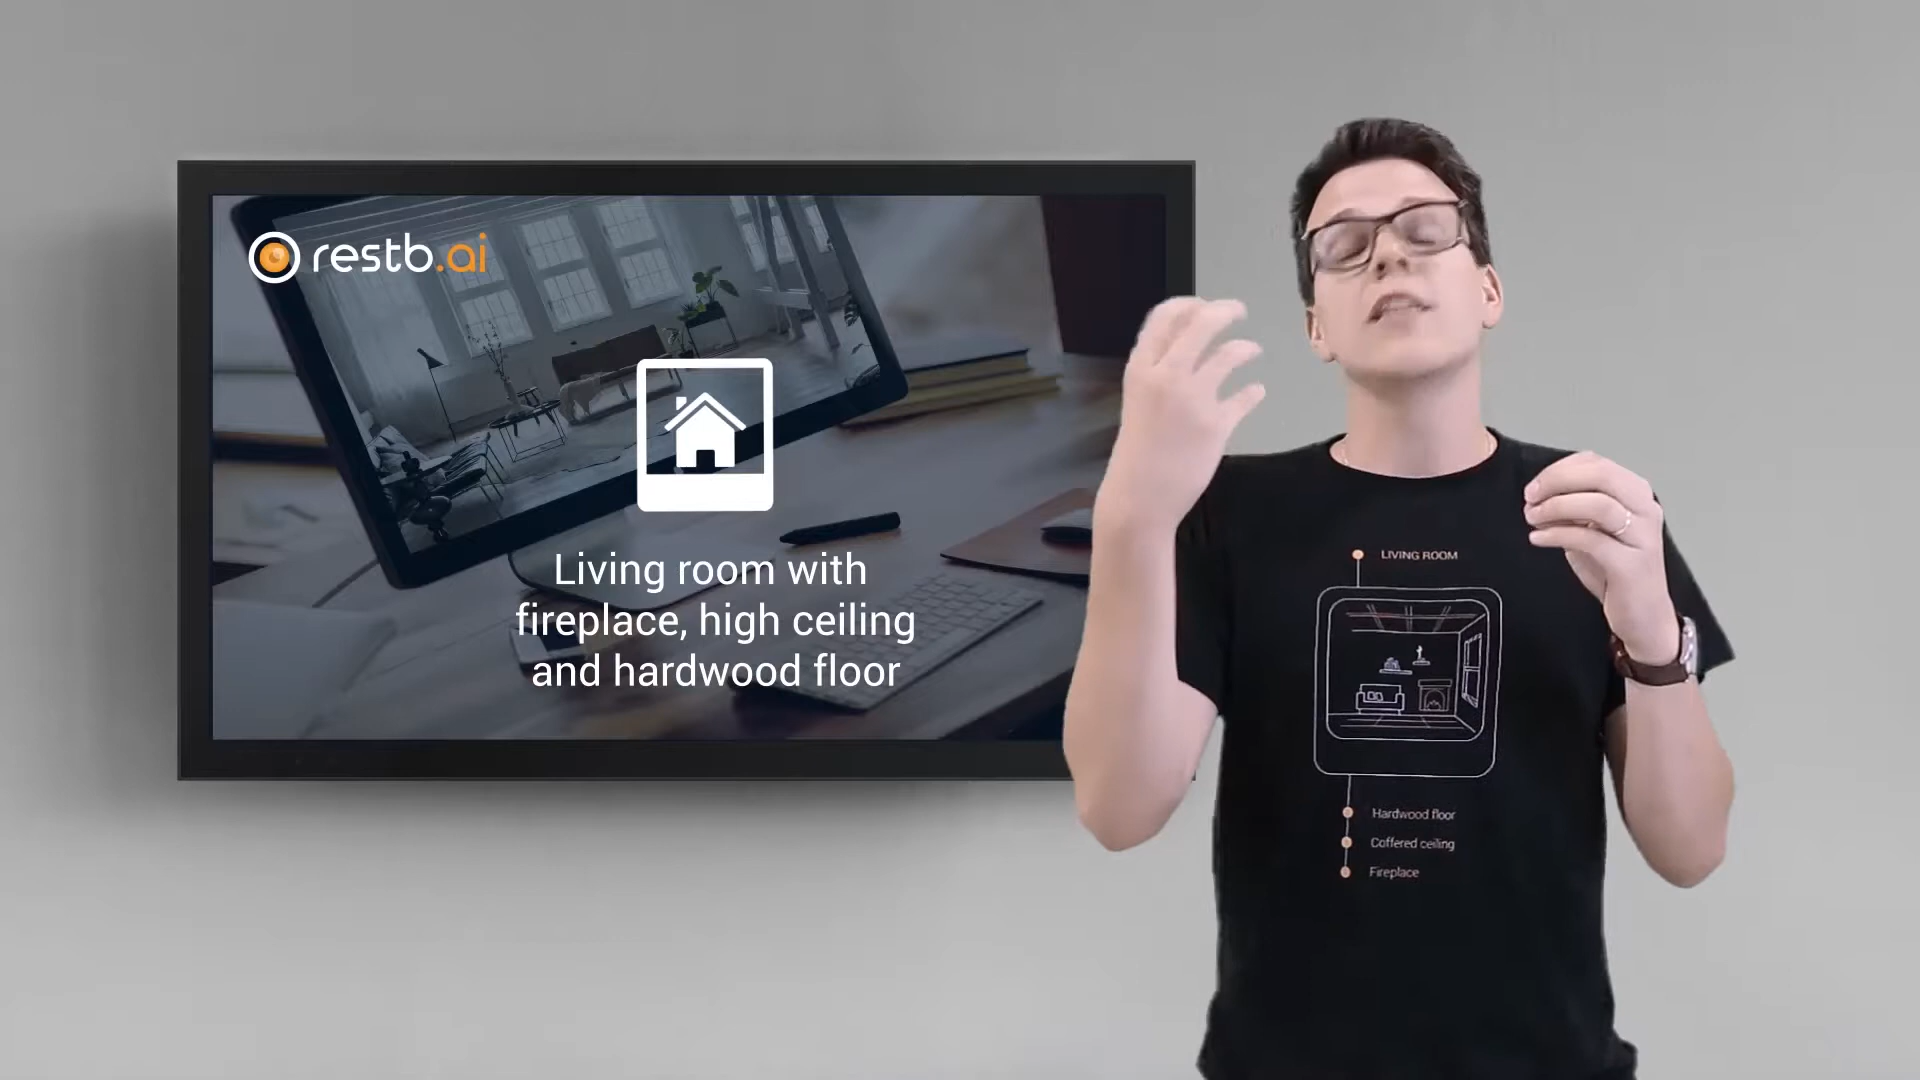 restb.ai
Living room with
fireplace, high ceiling
and hardwood floor
LIVING ROOM
Hardwood floor
Coffered ceiling
Fireplace